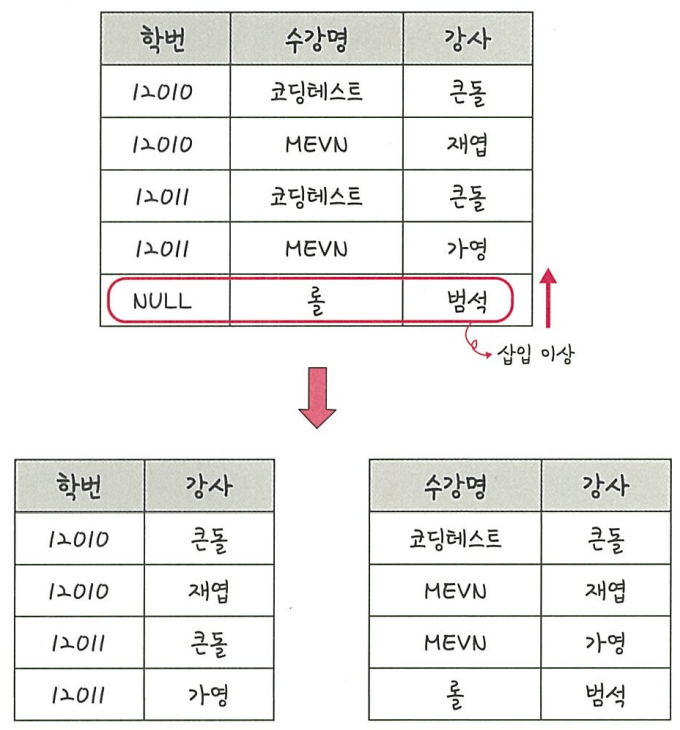 학번 수강명 강사
12010 코딩테스트 큰돌
12010 MEVN 재엽
12011 코딩테스트 큰돌
12011 MEVN 가영
NULL 롤 범석
삽입 이상
학번 강사
12010 큰돌
12010 재엽
12011 큰돌
12011 가영
수강명 강사
코딩테스트 큰돌
MEVN 재엽
MEVN 가영
롤 범석